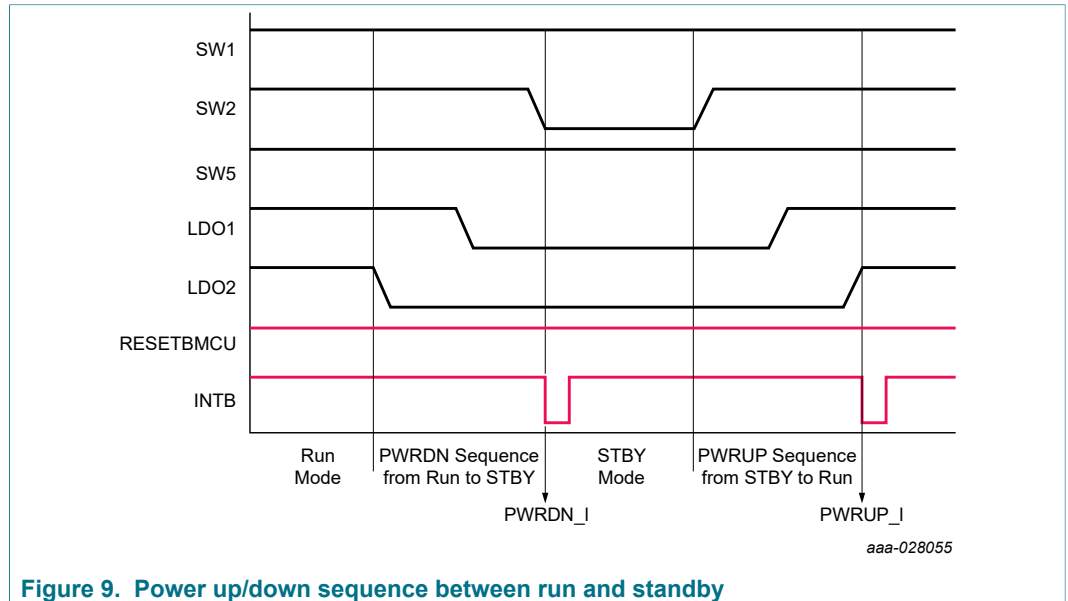 SW1
SW2
SW5
LDO1
LDO2
RESETBMCU
INTB
Run
Mode
PWRDN Sequence
from Run to STBY
STBY
Mode
PWRUP Sequence
from STBY to Run
PWRDN_I
PWRUP_I
aaa-028055
Figure 9. Power up/down sequence between run and standby